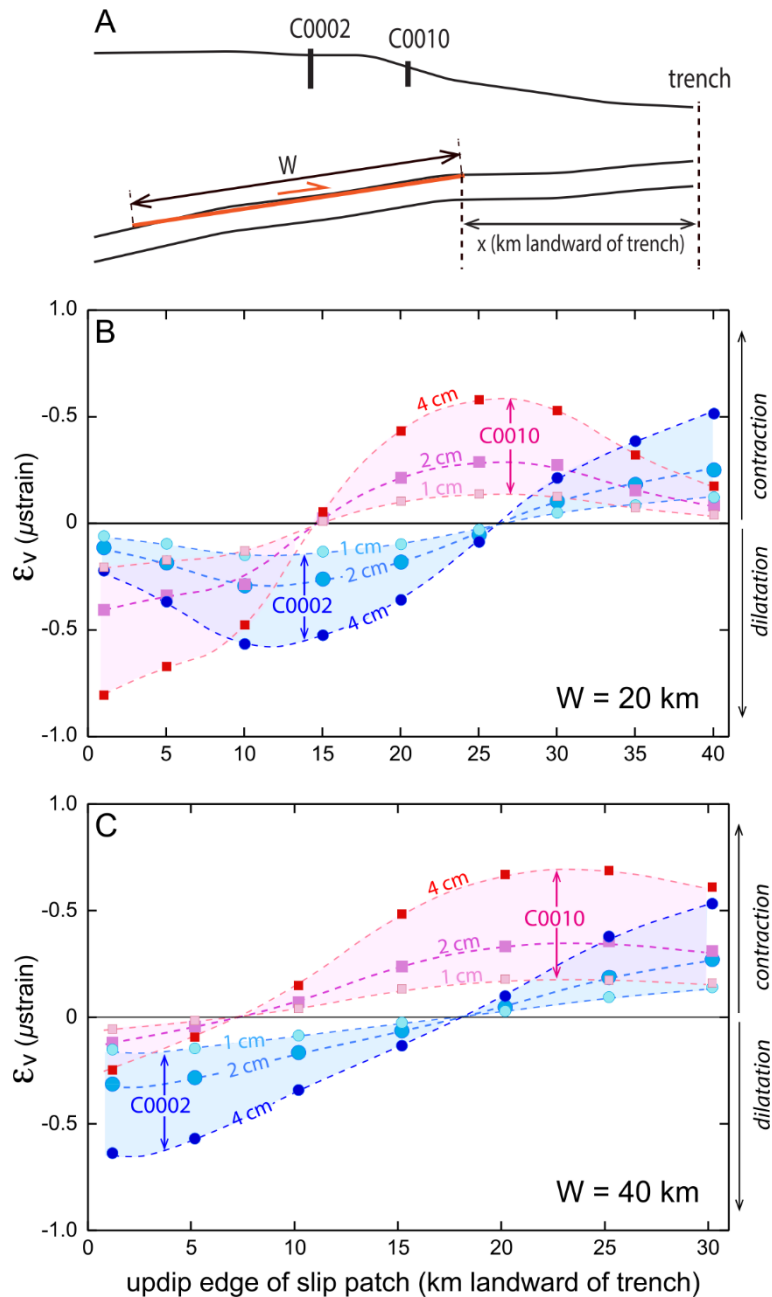 A
C0002
C0010
trench
W
x (km landward of trench)
B
1.0
-0.5
0
-0.5
-1.0
εv (μstrain)
4 cm
C0010
2 cm
1 cm
1 cm
2 cm
C0002
4 cm
W = 20 km
contraction
dilatation
0 5 10 15 20 25 30 35 40
C
1.0
-0.5
0
-0.5
-1.0
εv (μstrain)
4 cm
C0010
2 cm
1 cm
1 cm
2 cm
C0002
4 cm
W = 40 km
contraction
dilatation
0 5 10 15 20 25 30
updip edge of slip patch (km landward of trench)